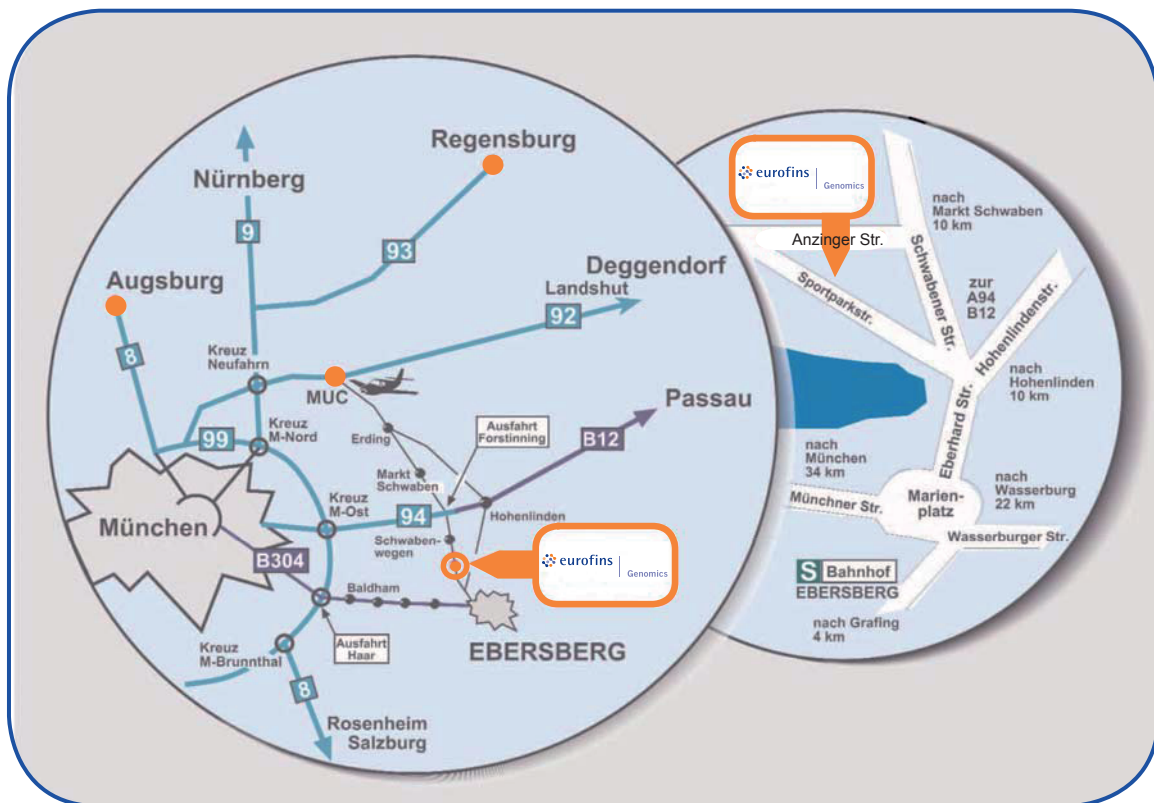 Regensburg
Nürnberg
9
93
Augsburg
Deggendorf
Landshut
92
8
Kreuz
Neufahrn
MUC
Passau
Kreuz
M-Nord
99
Erding
Ausfahrt
Forstinning
B12
Markt
Schwaben
Kreuz
M-Ost
94
Hohenlinden
München
Schwaben-
wegen
eurofins
Genomics
B304
Baldham
Kreuz
M-Brunnthal
Ausfahrt
Haar
EBERSBERG
8
Rosenheim
Salzburg
eurofins
Genomics
nach
Markt Schwaben
10 km
Anzinger Str.
Schwabener Str.
Sportparkstr.
zur
A94
B12
Hohenlindenstr.
nach
Hohenlinden
10 km
Eberhard Str.
nach
München
34 km
nach
Wasserburg
22 km
Münchner Str.
Marien-
platz
Wasserburger Str.
S Bahnhof
EBERSBERG
nach Grafing
4 km